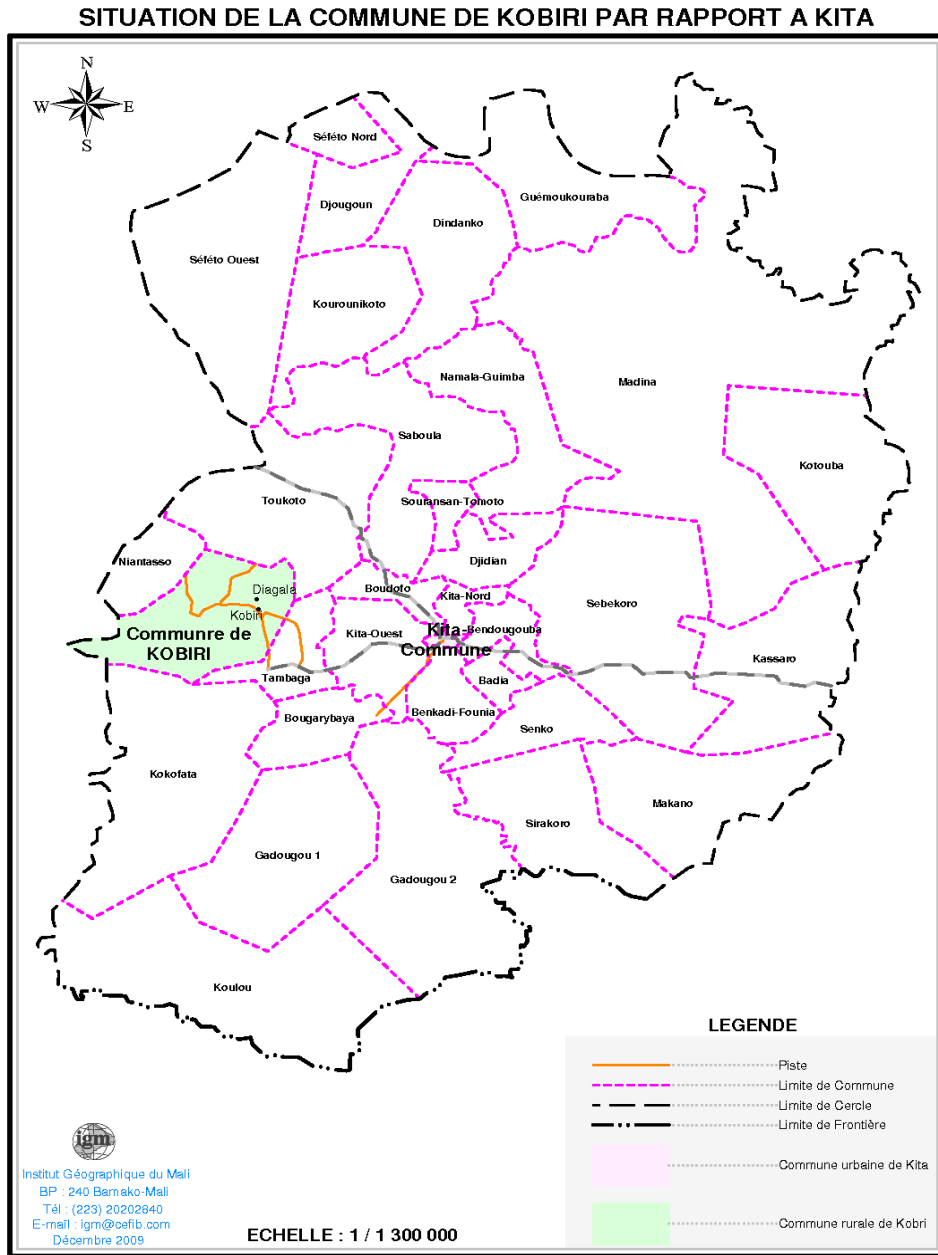 SITUATION DE LA COMMUNE DE KOBIRI PAR RAPPORT A KITA
N
W
E
S
Séféto Nord
Djougoun
Dindanko
Guémoukouraba
Séféto Ouest
Kourounikoto
Namala-Guimba
Madina
Saboula
Kotouba
Toukoto
Souransan-Tomoto
Niantasso
Djidian
Diagala
Boudofo
Kita-Nord
Sebekoro
Kobiri
Communre de
KOBIRI
Kita-Ouest
Kita-
Commune
Bendougouba
Kassaro
Tambaga
Badia
Bougarybaya
Benkadi-Founia
Senko
Kokofata
Makano
Sirakoro
Gadougou 1
Gadougou 2
Koulou
LEGENDE
Piste
Limite de Commune
Limite de Cercle
Limite de Frontière
Commune urbaine de Kita
Commune rurale de Kobri
igm
Institut Géographique du Mali
BP : 240 Bamako-Mali
Tél : (223) 20202840
E-mail : igm@cefib.com
Décembre 2009
ECHELLE : 1 / 1 300 000